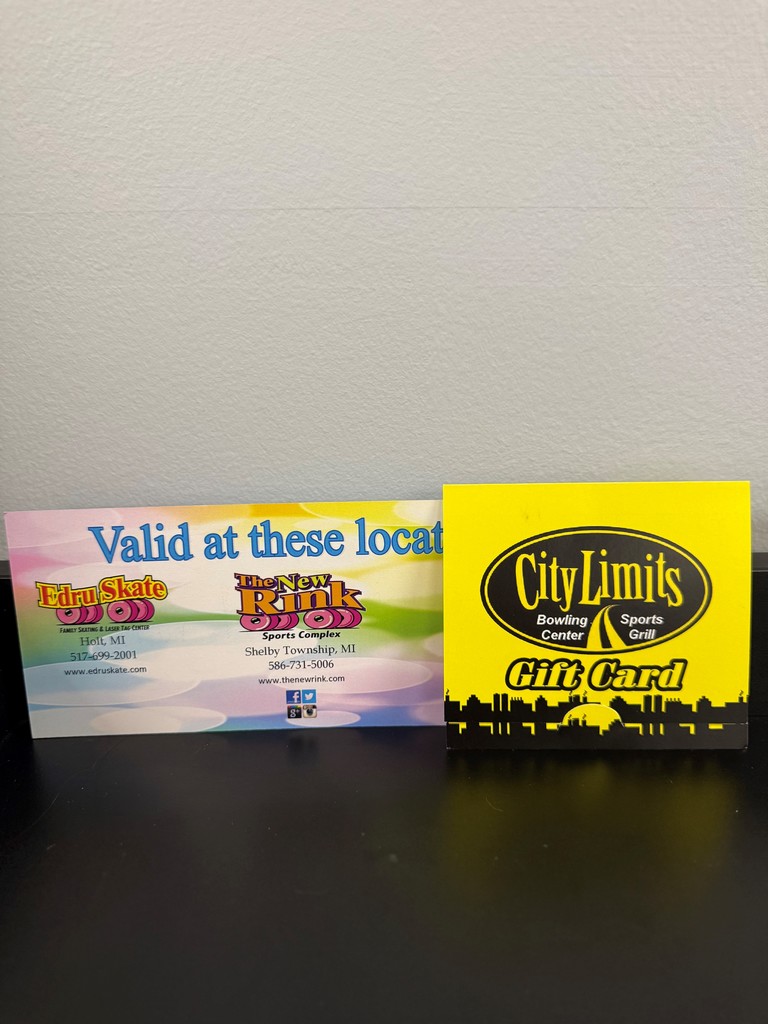 Valid at these locat
Edru Skate
Family Skating & Laser Tag Center
Holt, MI
517-699-2001
www.edruskate.com
The New
Rink
Sports Complex
Shelby Township, MI
586-731-5006
www.thenewrink.com
City Limits
Bowling Sports
Center Grill
Gift Card